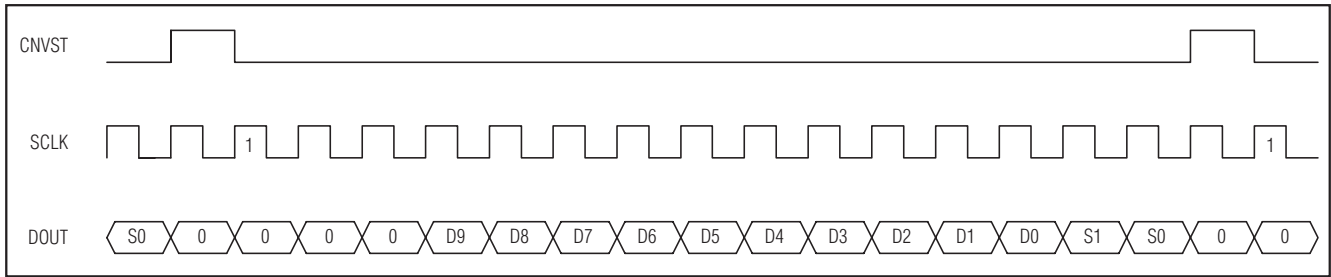 CNVST
SCLK 1 1
DOUT S0 0 0 0 0 D9 D8 D7 D6 D5 D4 D3 D2 D1 D0 S1 S0 0 0